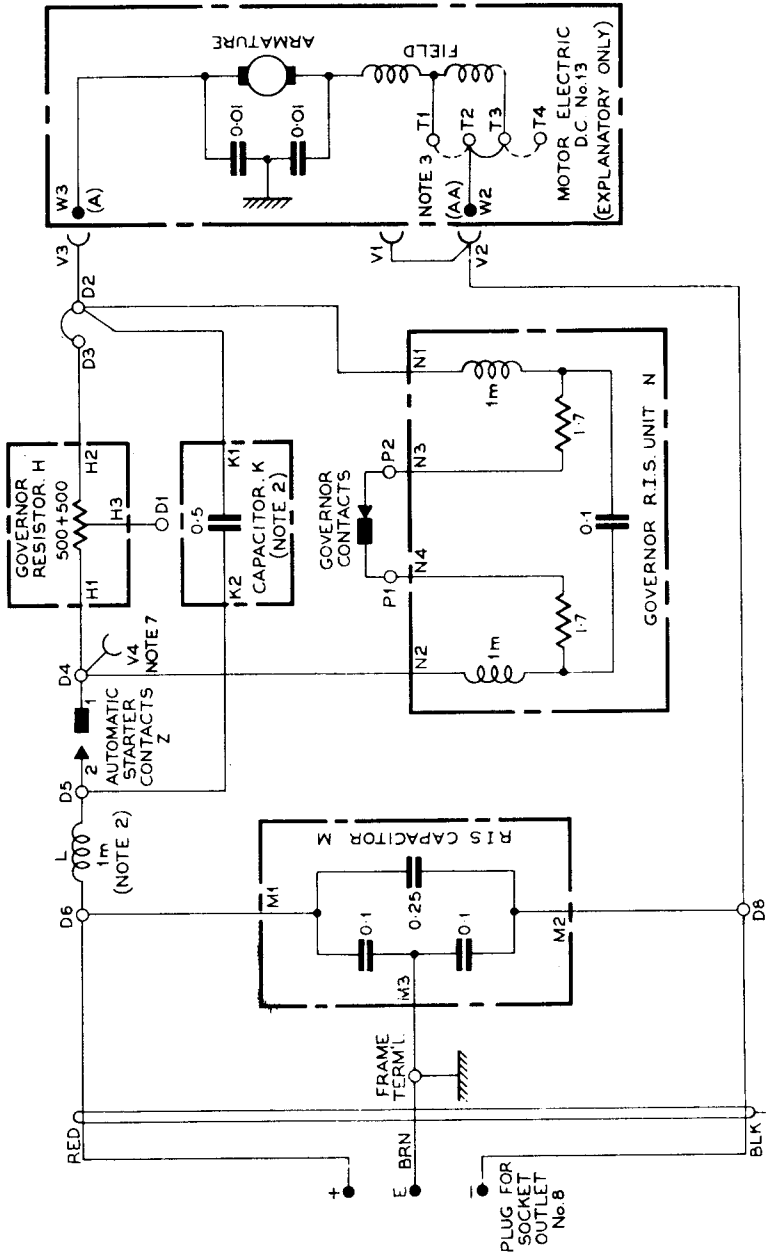 PLUG FOR
SOCKET
OUTLET
No. 8
+
E
−
RED
BRN
BLK
FRAME
TERM'L.
D6
L
1m
(NOTE 2)
D5
2
1
AUTOMATIC
STARTER
CONTACTS
Z
D4
V4
NOTE 7
GOVERNOR
RESISTOR. H
500+500
H1
H2
H3
D1
D3
D2
K2
K1
0·5
CAPACITOR. K
(NOTE 2)
V3
W3
(A)
ARMATURE
0·01
0·01
FIELD
T1
T2
T3
T4
NOTE 3
(AA)
W2
V1
V2
MOTOR ELECTRIC
D.C. No. 13
(EXPLANATORY ONLY)
RIS CAPACITOR M
M1
M2
M3
0·1
0·1
0·25
D8
GOVERNOR
CONTACTS
P1
P2
N4
N3
N2
N1
1m
1m
1·7
1·7
0·1
GOVERNOR R.I.S. UNIT N